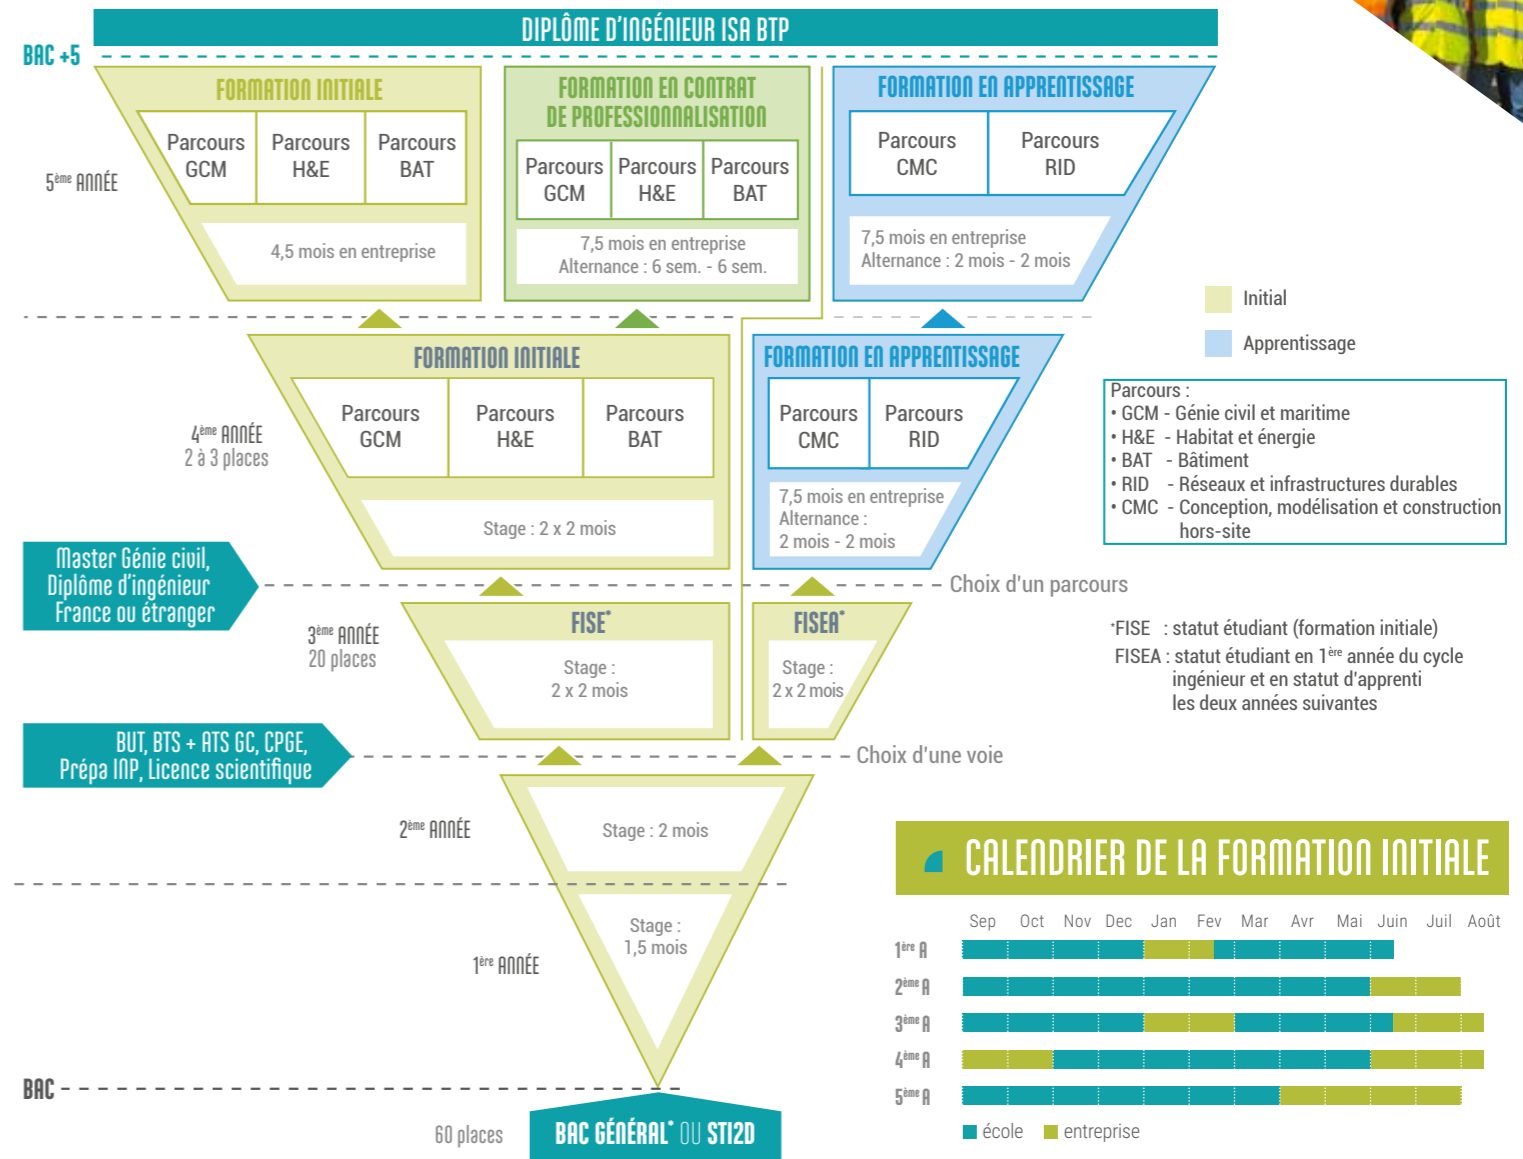 DIPLÔME D'INGÉNIEUR ISA BTP
BAC +5
FORMATION INITIALE
Parcours
GCM
Parcours
H&E
Parcours
BAT
4,5 mois en entreprise
FORMATION EN CONTRAT
DE PROFESSIONNALISATION
Parcours
GCM
Parcours
H&E
Parcours
BAT
7,5 mois en entreprise
Alternance : 6 sem. - 6 sem.
FORMATION EN APPRENTISSAGE
Parcours
CMC
Parcours
RID
7,5 mois en entreprise
Alternance : 2 mois - 2 mois
5ème ANNÉE
Initial
Apprentissage
FORMATION INITIALE
Parcours
GCM
Parcours
H&E
Parcours
BAT
Stage : 2 x 2 mois
FORMATION EN APPRENTISSAGE
Parcours
CMC
Parcours
RID
7,5 mois en entreprise
Alternance :
2 mois - 2 mois
4ème ANNÉE
2 à 3 places
Parcours :
• GCM - Génie civil et maritime
• H&E - Habitat et énergie
• BAT - Bâtiment
• RID - Réseaux et infrastructures durables
• CMC - Conception, modélisation et construction
hors-site
Master Génie civil,
Diplôme d'ingénieur
France ou étranger
Choix d'un parcours
3ème ANNÉE
20 places
FISE*
Stage :
2 x 2 mois
FISEA*
Stage :
2 x 2 mois
*FISE : statut étudiant (formation initiale)
FISEA : statut étudiant en 1ère année du cycle
ingénieur et en statut d'apprenti
les deux années suivantes
BUT, BTS + ATS GC, CPGE,
Prépa INP, Licence scientifique
Choix d'une voie
2ème ANNÉE
Stage : 2 mois
1ère ANNÉE
Stage :
1,5 mois
BAC
60 places
BAC GÉNÉRAL* OU STI2D
CALENDRIER DE LA FORMATION INITIALE
Sep Oct Nov Dec Jan Fev Mar Avr Mai Juin Juil Août
1ère A
2ème A
3ème A
4ème A
5ème A
école entreprise